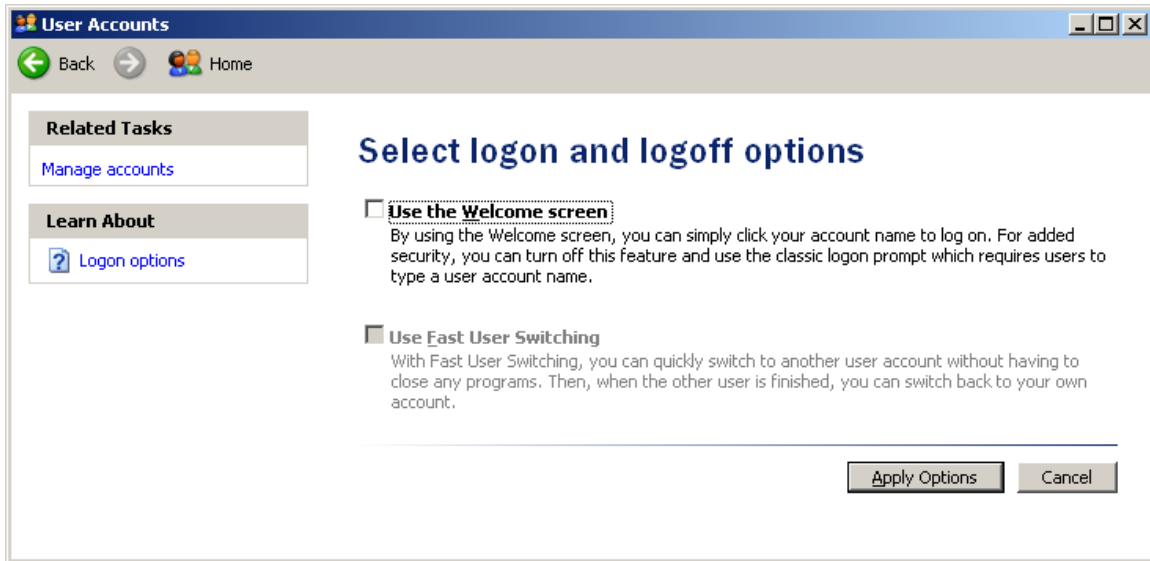 User Accounts
Back Home
Related Tasks
Manage accounts
Learn About
Logon options
Select logon and logoff options
Use the Welcome screen
By using the Welcome screen, you can simply click your account name to log on. For added
security, you can turn off this feature and use the classic logon prompt which requires users to
type a user account name.
Use Fast User Switching
With Fast User Switching, you can quickly switch to another user account without having to
close any programs. Then, when the other user is finished, you can switch back to your own
account.
Apply Options Cancel